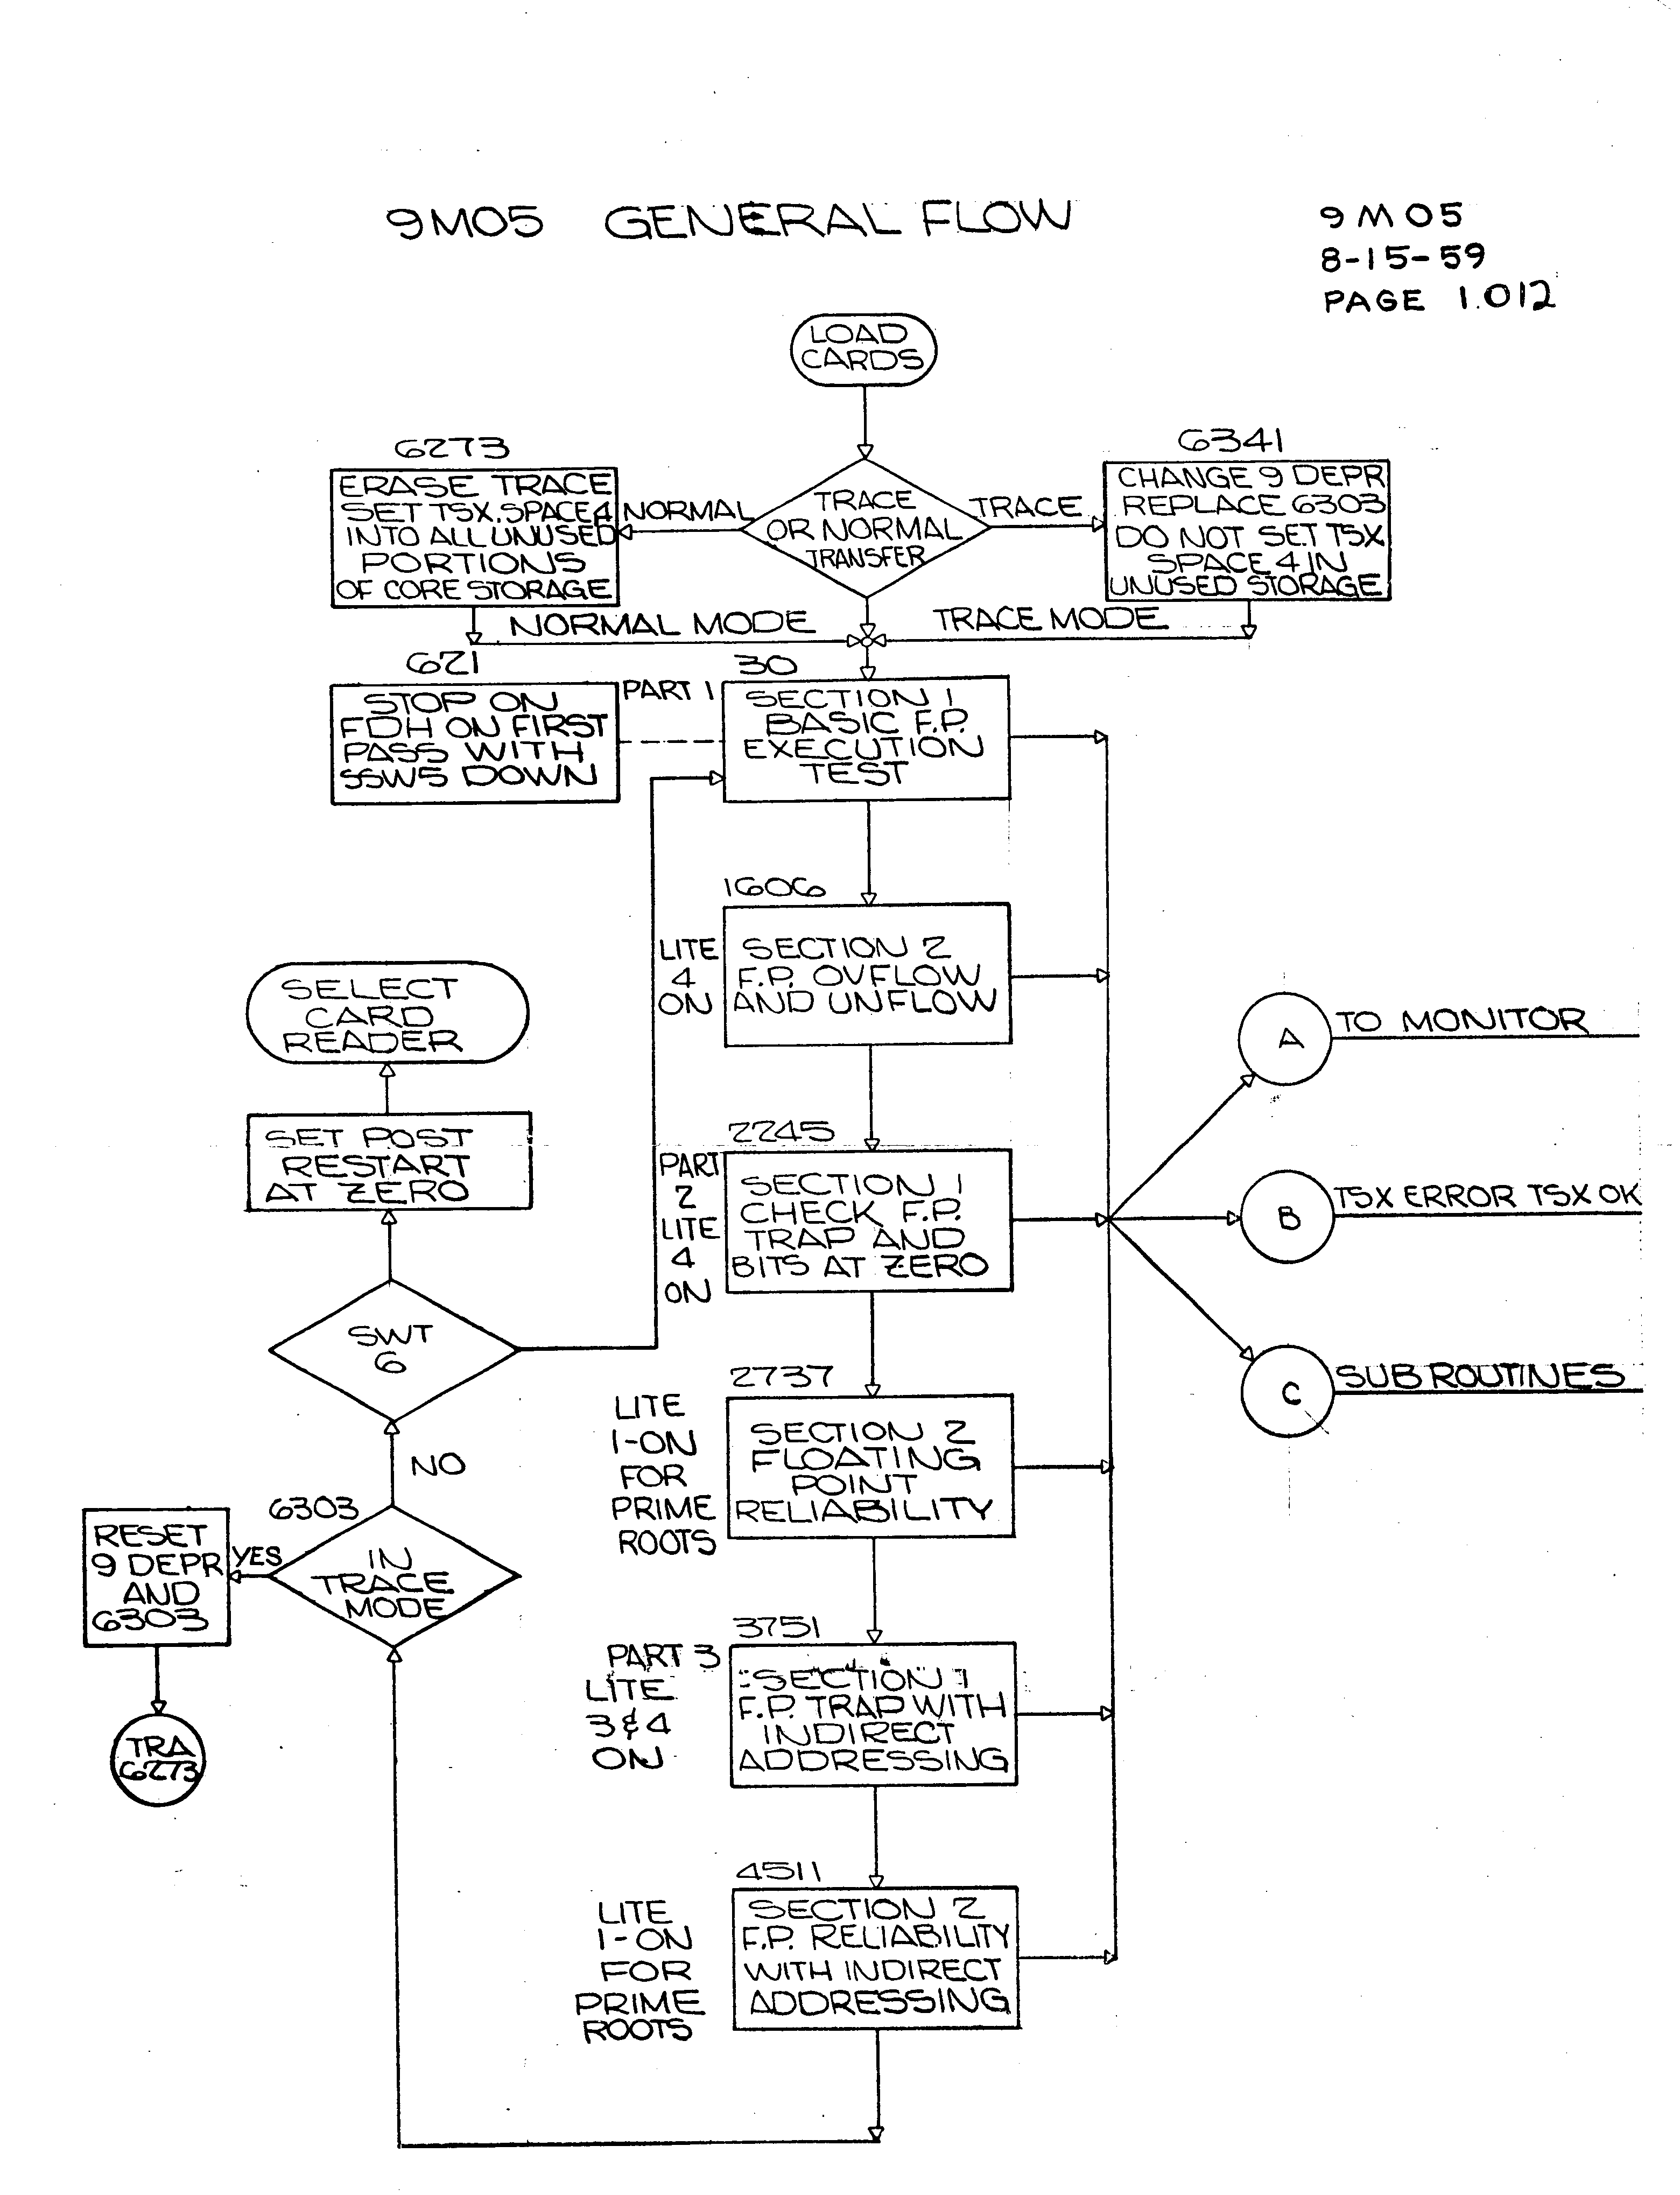 9M05 GENERAL FLOW
9M05
8-15-59
PAGE 1.012
LOAD
CARDS
6273
ERASE TRACE
SET TSX.SPACE4
INTO ALL UNUSED
PORTIONS
OF CORE STORAGE
NORMAL
TRACE
OR NORMAL
TRANSFER
TRACE
6341
CHANGE 9 DEPR
REPLACE 6303
DO NOT SET TSX
SPACE 4 IN
UNUSED STORAGE
NORMAL MODE
TRACE MODE
621
STOP ON
FDH ON FIRST
PASS WITH
SSW5 DOWN
PART 1
30
SECTION 1
BASIC F.P.
EXECUTION
TEST
1606
LITE
4
ON
SECTION 2
F.P. OVFLOW
AND UNFLOW
SELECT
CARD
READER
A
TO MONITOR
SET POST
RESTART
AT ZERO
2245
PART
2
LITE
4
ON
SECTION 1
CHECK F.P.
TRAP AND
BITS AT ZERO
B
TSX ERROR TSX OK
SWT
6
2737
LITE
1-ON
FOR
PRIME
ROOTS
SECTION 2
FLOATING
POINT
RELIABILITY
C
SUBROUTINES
NO
6303
IN
TRACE
MODE
YES
RESET
9 DEPR
AND
6303
TRA
6273
3751
PART 3
LITE
3&4
ON
SECTION 1
F.P. TRAP WITH
INDIRECT
ADDRESSING
4511
LITE
1-ON
FOR
PRIME
ROOTS
SECTION 2
F.P. RELIABILITY
WITH INDIRECT
ADDRESSING